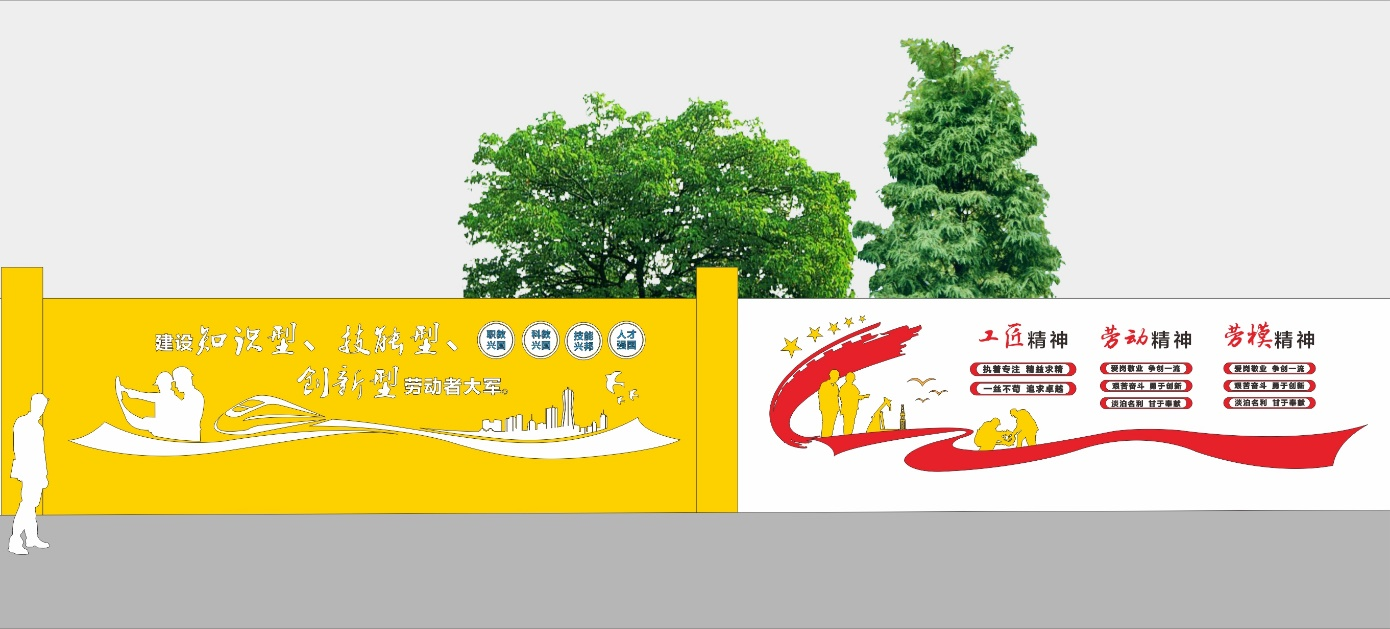 建设知识型、技能型、
创新型劳动者大军。
职教
兴国
科教
兴国
技能
兴邦
人才
强国
工匠精神
执着专注 精益求精
一丝不苟 追求卓越
劳动精神
爱岗敬业 争创一流
艰苦奋斗 勇于创新
淡泊名利 甘于奉献
劳模精神
爱岗敬业 争创一流
艰苦奋斗 勇于创新
淡泊名利 甘于奉献